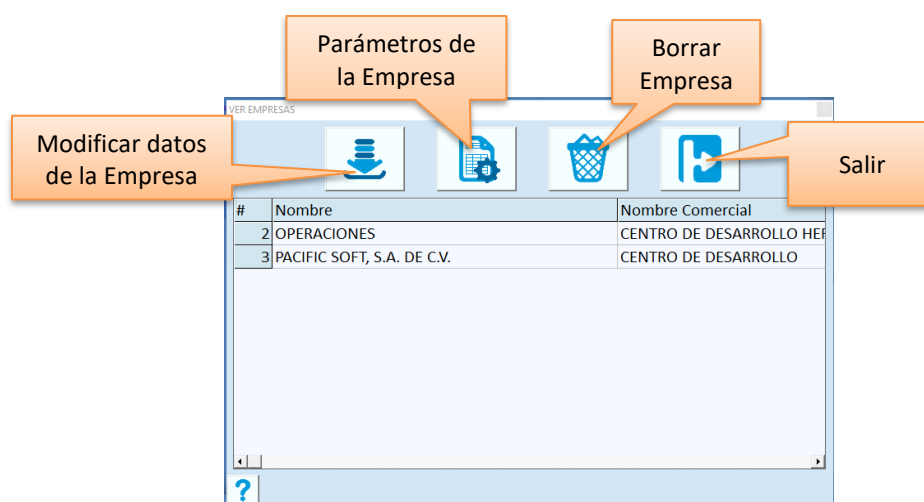 Parámetros de
la Empresa
Borrar
Empresa
VER EMPRESAS
Modificar datos
de la Empresa
Salir
# Nombre Nombre Comercial
2 OPERACIONES CENTRO DE DESARROLLO HER
3 PACIFIC SOFT, S.A. DE C.V. CENTRO DE DESARROLLO
?